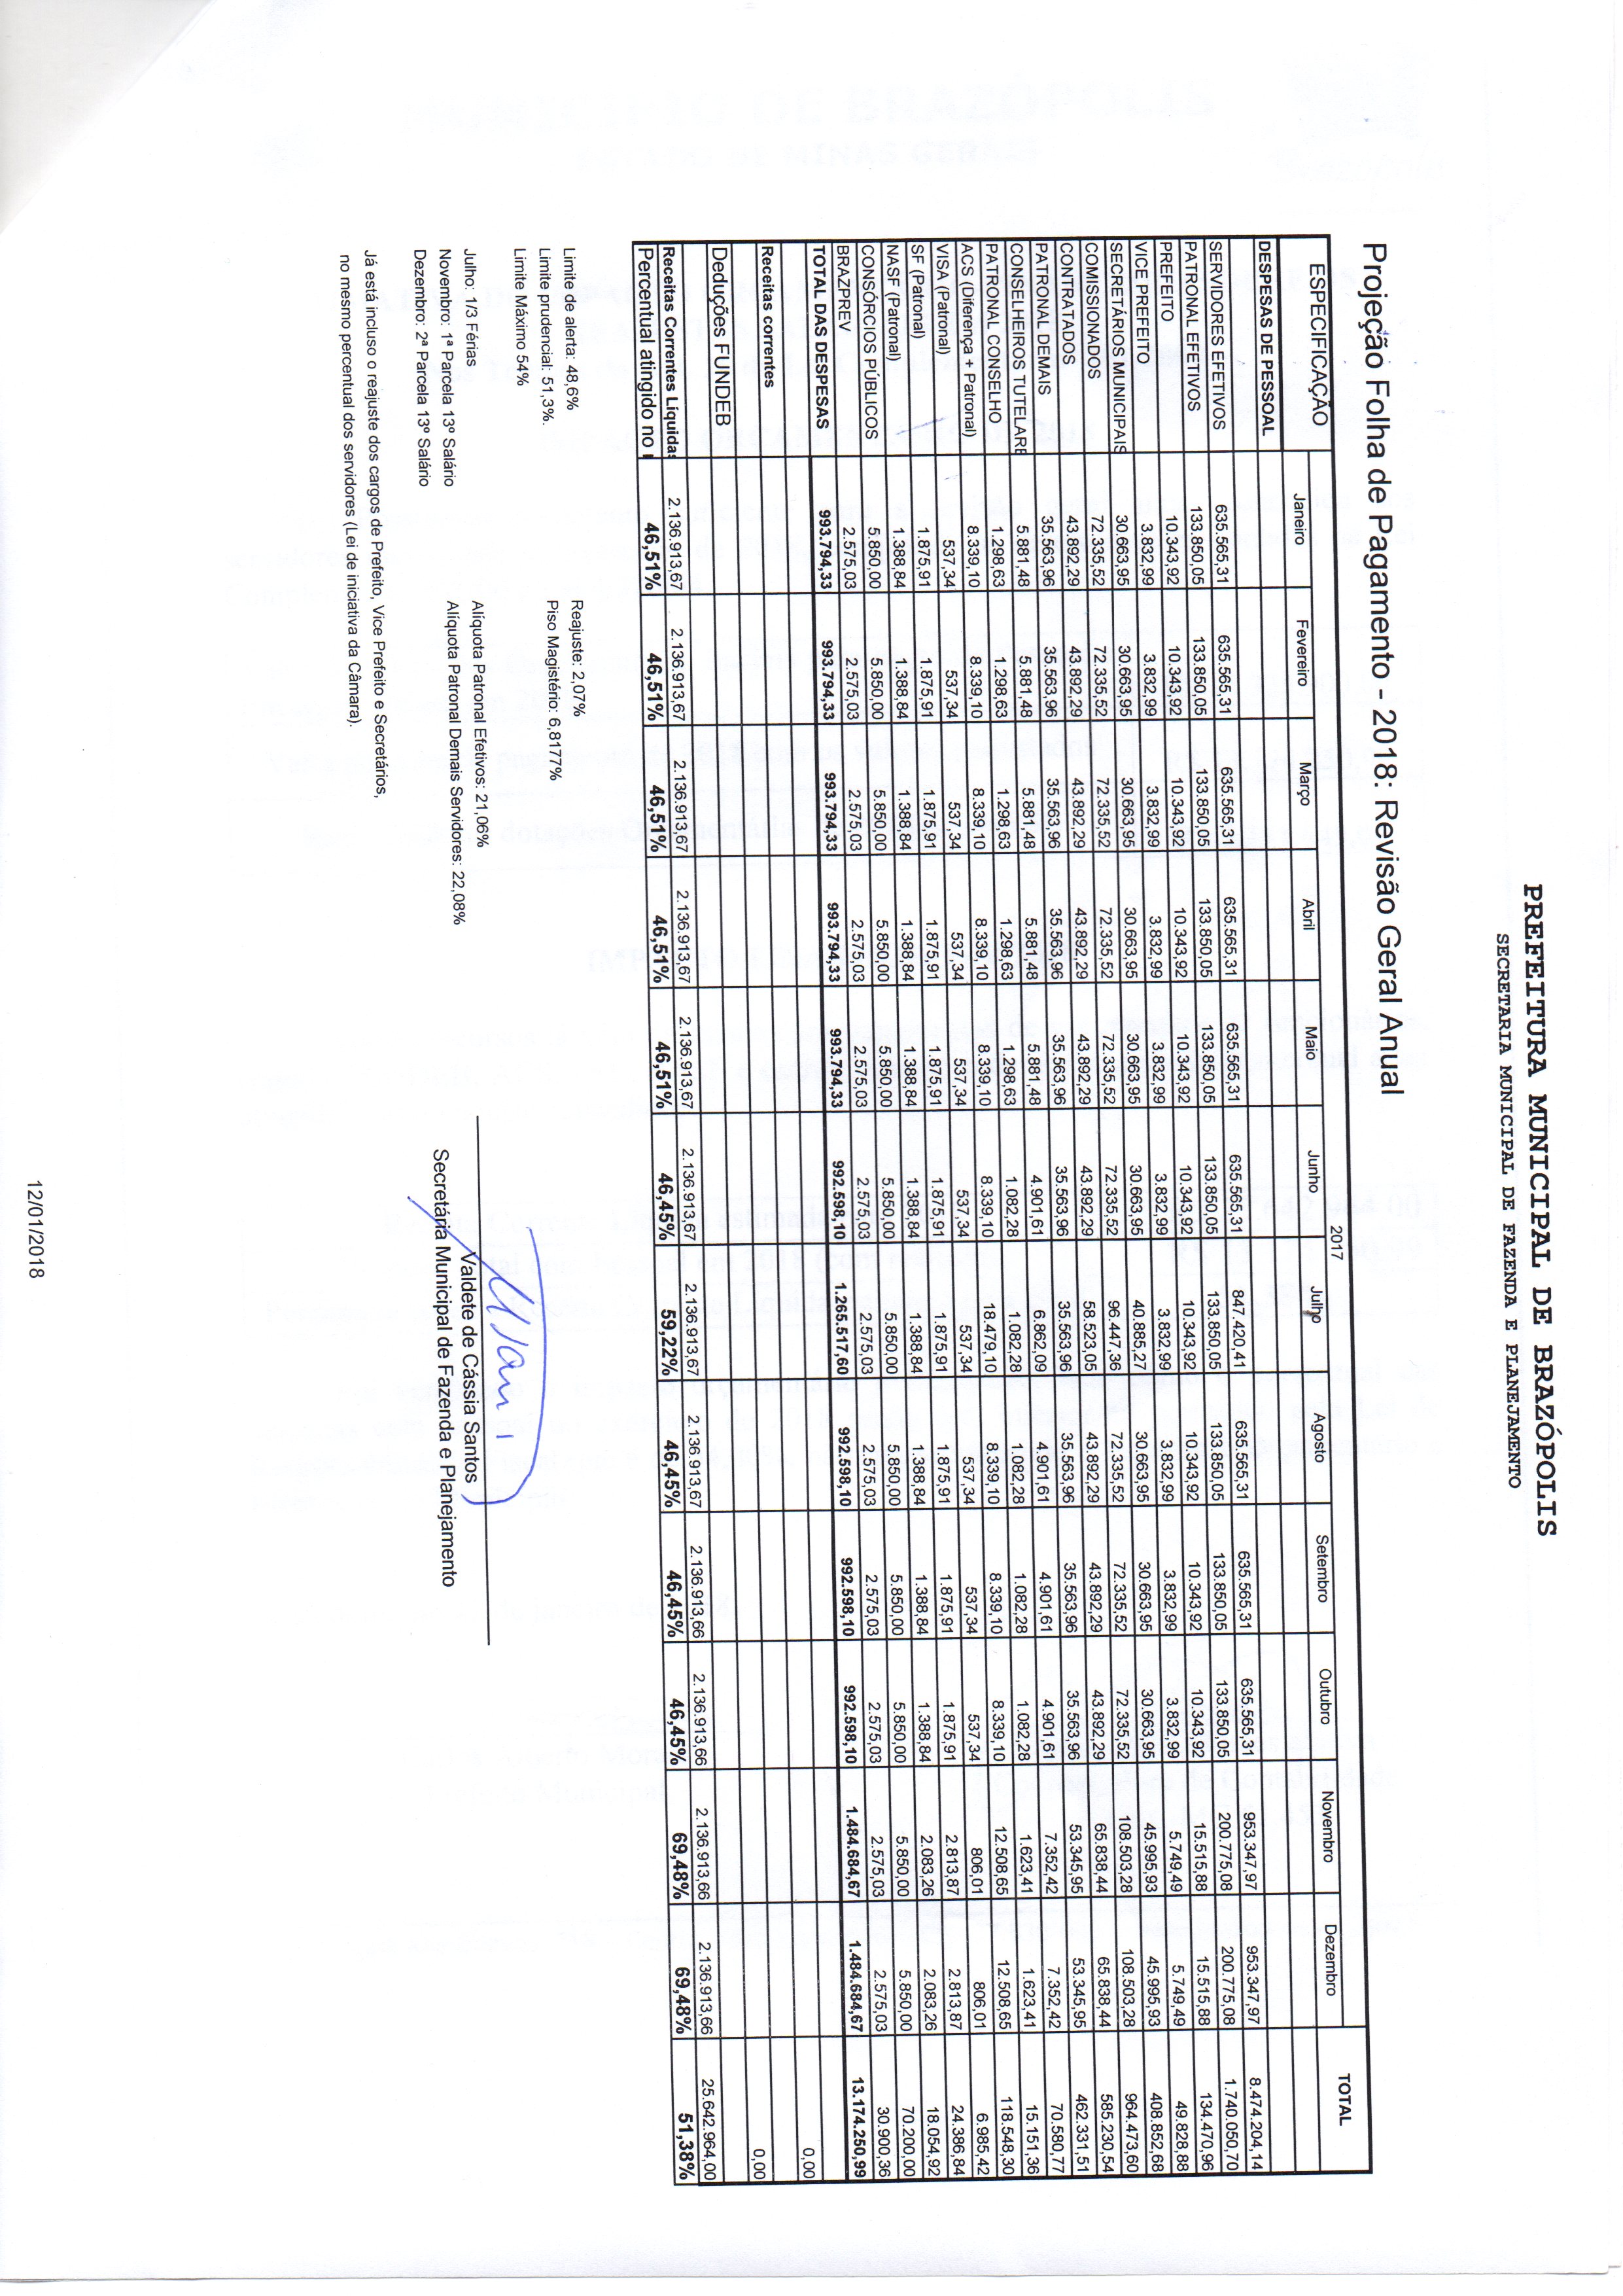 PREFEITURA MUNICIPAL DE BRAZÓPOLIS
SECRETARIA MUNICIPAL DE FAZENDA E PLANEJAMENTO
Projeção Folha de Pagamento - 2018: Revisão Geral Anual
ESPECIFICAÇÃO 2017 TOTAL
Janeiro Fevereiro Março Abril Maio Junho Julho Agosto Setembro Outubro Novembro Dezembro
DESPESAS DE PESSOAL
SERVIDORES EFETIVOS 635.565,31 635.565,31 635.565,31 635.565,31 635.565,31 635.565,31 847.420,41 635.565,31 635.565,31 635.565,31 953.347,97 953.347,97 8.474.204,14
PATRONAL EFETIVOS 133.850,05 133.850,05 133.850,05 133.850,05 133.850,05 133.850,05 133.850,05 133.850,05 133.850,05 133.850,05 200.775,08 200.775,08 1.740.050,70
PREFEITO 10.343,92 10.343,92 10.343,92 10.343,92 10.343,92 10.343,92 10.343,92 10.343,92 10.343,92 10.343,92 15.515,88 15.515,88 134.470,96
VICE PREFEITO 3.832,99 3.832,99 3.832,99 3.832,99 3.832,99 3.832,99 3.832,99 3.832,99 3.832,99 3.832,99 5.749,49 5.749,49 49.828,88
SECRETÁRIOS MUNICIPAIS 30.663,95 30.663,95 30.663,95 30.663,95 30.663,95 30.663,95 40.885,27 30.663,95 30.663,95 30.663,95 45.995,93 45.995,93 408.852,68
COMISSIONADOS 72.335,52 72.335,52 72.335,52 72.335,52 72.335,52 72.335,52 96.447,36 72.335,52 72.335,52 72.335,52 108.503,28 108.503,28 964.473,60
CONTRATADOS 43.892,29 43.892,29 43.892,29 43.892,29 43.892,29 43.892,29 58.523,05 43.892,29 43.892,29 43.892,29 65.838,44 65.838,44 585.230,54
PATRONAL DEMAIS 35.563,96 35.563,96 35.563,96 35.563,96 35.563,96 35.563,96 35.563,96 35.563,96 35.563,96 35.563,96 53.345,95 53.345,95 462.331,51
CONSELHEIROS TUTELARE 5.881,48 5.881,48 5.881,48 5.881,48 5.881,48 4.901,61 6.862,09 4.901,61 4.901,61 4.901,61 7.352,42 7.352,42 70.580,77
PATRONAL CONSELHO 1.298,63 1.298,63 1.298,63 1.298,63 1.298,63 1.082,28 1.082,28 1.082,28 1.082,28 1.082,28 1.623,41 1.623,41 15.151,36
ACS (Diferença + Patronal) 8.339,10 8.339,10 8.339,10 8.339,10 8.339,10 8.339,10 18.479,10 8.339,10 8.339,10 8.339,10 12.508,65 12.508,65 118.548,30
VISA (Patronal) 537,34 537,34 537,34 537,34 537,34 537,34 537,34 537,34 537,34 537,34 806,01 806,01 6.985,42
SF (Patronal) 1.875,91 1.875,91 1.875,91 1.875,91 1.875,91 1.875,91 1.875,91 1.875,91 1.875,91 1.875,91 2.813,87 2.813,87 24.386,84
NASF (Patronal) 1.388,84 1.388,84 1.388,84 1.388,84 1.388,84 1.388,84 1.388,84 1.388,84 1.388,84 1.388,84 2.083,26 2.083,26 18.054,92
CONSÓRCIOS PÚBLICOS 5.850,00 5.850,00 5.850,00 5.850,00 5.850,00 5.850,00 5.850,00 5.850,00 5.850,00 5.850,00 5.850,00 5.850,00 70.200,00
BRAZPREV 2.575,03 2.575,03 2.575,03 2.575,03 2.575,03 2.575,03 2.575,03 2.575,03 2.575,03 2.575,03 2.575,03 2.575,03 30.900,36
TOTAL DAS DESPESAS 993.794,33 993.794,33 993.794,33 993.794,33 993.794,33 992.598,10 1.265.517,60 992.598,10 992.598,10 992.598,10 1.484.684,67 1.484.684,67 13.174.250,99
0,00
Receitas correntes
0,00
Deduções FUNDEB
Receitas Correntes Líquidas 2.136.913,67 2.136.913,67 2.136.913,67 2.136.913,67 2.136.913,67 2.136.913,67 2.136.913,67 2.136.913,67 2.136.913,66 2.136.913,66 2.136.913,66 2.136.913,66 25.642.964,00
Percentual atingido no 46,51% 46,51% 46,51% 46,51% 46,51% 46,45% 59,22% 46,45% 46,45% 46,45% 69,48% 69,48% 51,38%
Limite de alerta: 48,6% Reajuste: 2,07%
Limite prudencial: 51,3%. Piso Magistério: 6,8177%
Limite Máximo 54%
Julho: 1/3 Férias Alíquota Patronal Efetivos: 21,06%
Novembro: 1ª Parcela 13º Salário Alíquota Patronal Demais Servidores: 22,08%
Dezembro: 2ª Parcela 13º Salário
Valdete de Cássia Santos
Secretária Municipal de Fazenda e Planejamento
Já está incluso o reajuste dos cargos de Prefeito, Vice Prefeito e Secretários,
no mesmo percentual dos servidores (Lei de iniciativa da Câmara).
12/01/2018